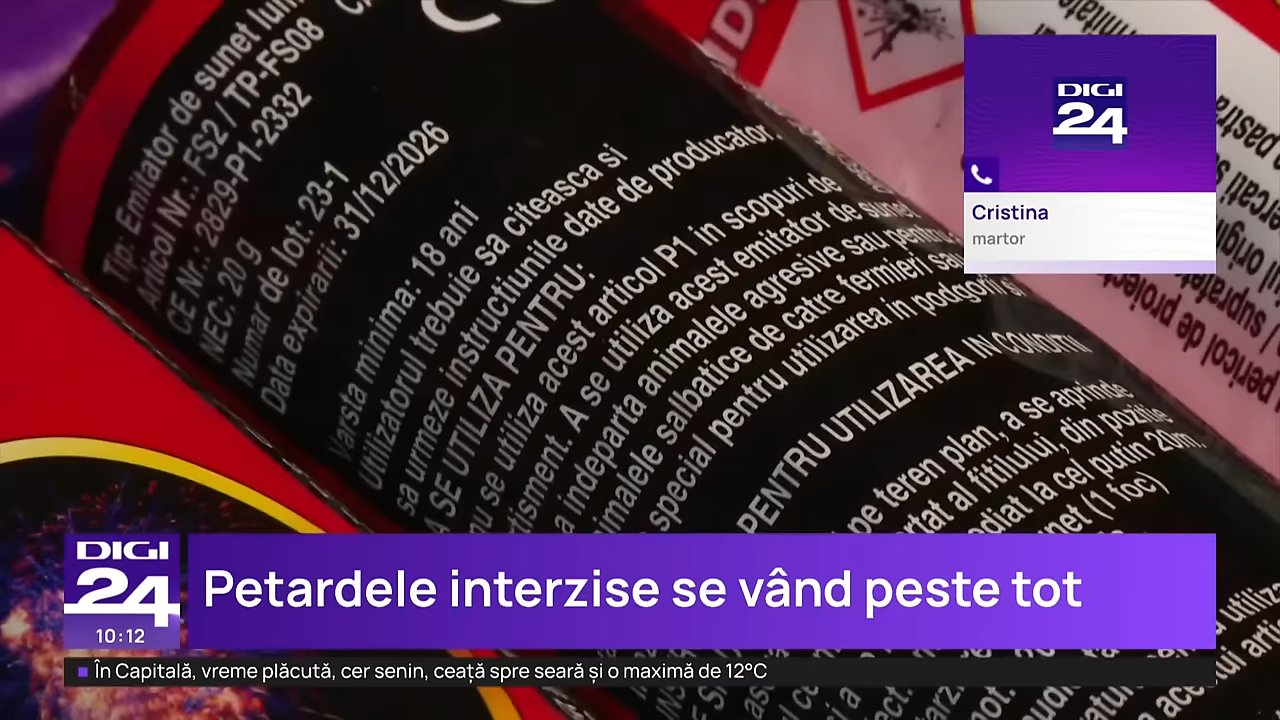 Tip: Emitator de sunet lum
Articol Nr.: FS2 / TP-FS08
CE Nr.: 2829-P1-2332
NEC: 20 g
Numar de lot: 23-1
Data expirarii: 31/12/2026
Varsta minima: 18 ani
Utilizatorul trebuie sa citeasca si
sa urmeze instructiunile date de producator.
A SE UTILIZA PENTRU:
nu se utiliza acest articol P1 in scopuri de
tisment. A se utiliza acest emitator de sunet
a indeparta animalele agresive sau pentru
imalele salbatice de catre fermieri sau
special pentru utilizarea in podgorii si
PENTRU UTILIZAREA IN CONDITII
pe teren plan, a se aprinde
rtat al fitilului, din pozitie
ediat la cel putin 20m.
unet (1 foc)
DIGI
24
Cristina
martor
DIGI
24
10:12
Petardele interzise se vând peste tot
În Capitală, vreme plăcută, cer senin, ceață spre seară și o maximă de 12°C